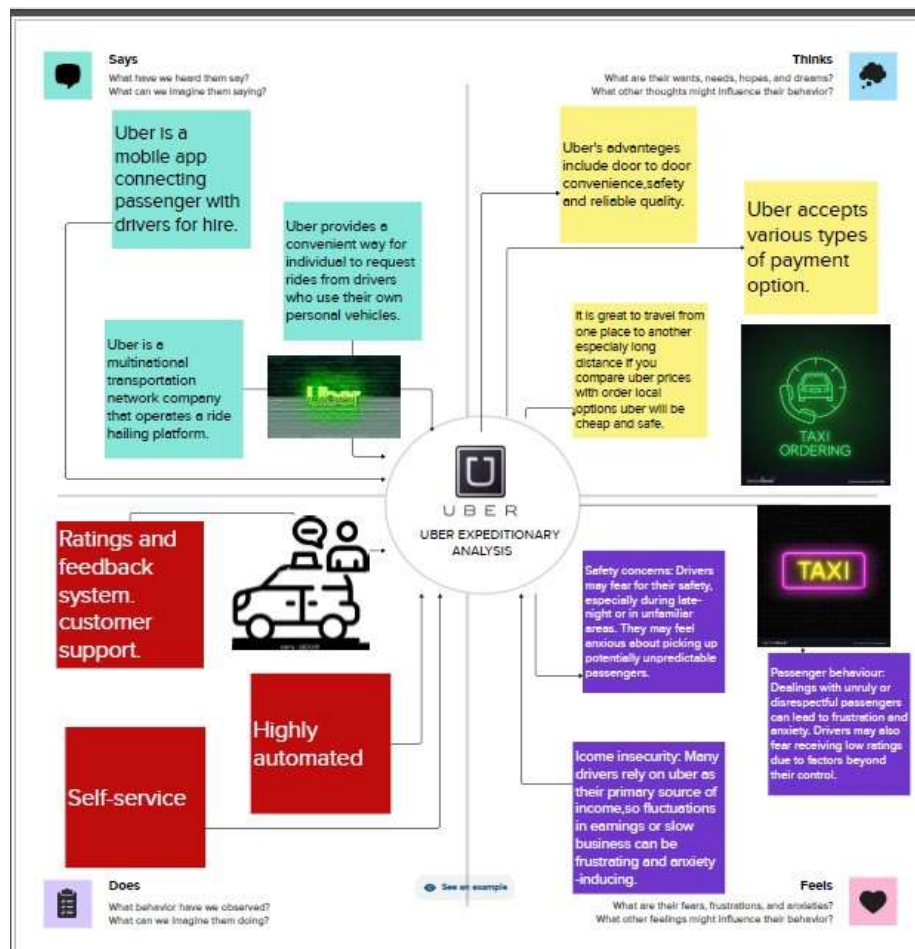 Says
What have we heard them say?
What can we imagine them saying?
Thinks
What are their wants, needs, hopes, and dreams?
What other thoughts might influence their behavior?
Uber is a
mobile app
connecting
passenger with
drivers for hire.
Uber provides a
convenient way for
individual to request
rides from drivers
who use their own
personal vehicles.
Uber is a
multinational
transportation
network company
that operates a ride
hailing platform.
Uber
Uber's advanteges
include door to door
convenience,safety
and reliable quality.
Uber accepts
various types
of payment
option.
It is great to travel from
one place to another
especialy long
distance if you
compare uber prices
with order local
options uber will be
cheap and safe.
TAXI
ORDERING
U
UBER
UBER EXPEDITIONARY
ANALYSIS
Ratings and
feedback
system.
customer
support.
Highly
automated
Self-service
Safety concerns: Drivers
may fear for their safety,
especially during late-
night or in unfamiliar
areas. They may feel
anxious about picking up
potentially unpredictable
passengers.
TAXI
Passenger behaviour:
Dealings with unruly or
disrespectful passengers
can lead to frustration and
anxiety. Drivers may also
fear receiving low ratings
due to factors beyond
their control.
Icome insecurity: Many
drivers rely on uber as
their primary source of
income,so fluctuations
in earnings or slow
business can be
frustrating and anxiety
-inducing.
Does
What behavior have we observed?
What can we imagine them doing?
See an example
Feels
What are their fears, frustrations, and anxieties?
What other feelings might influence their behavior?